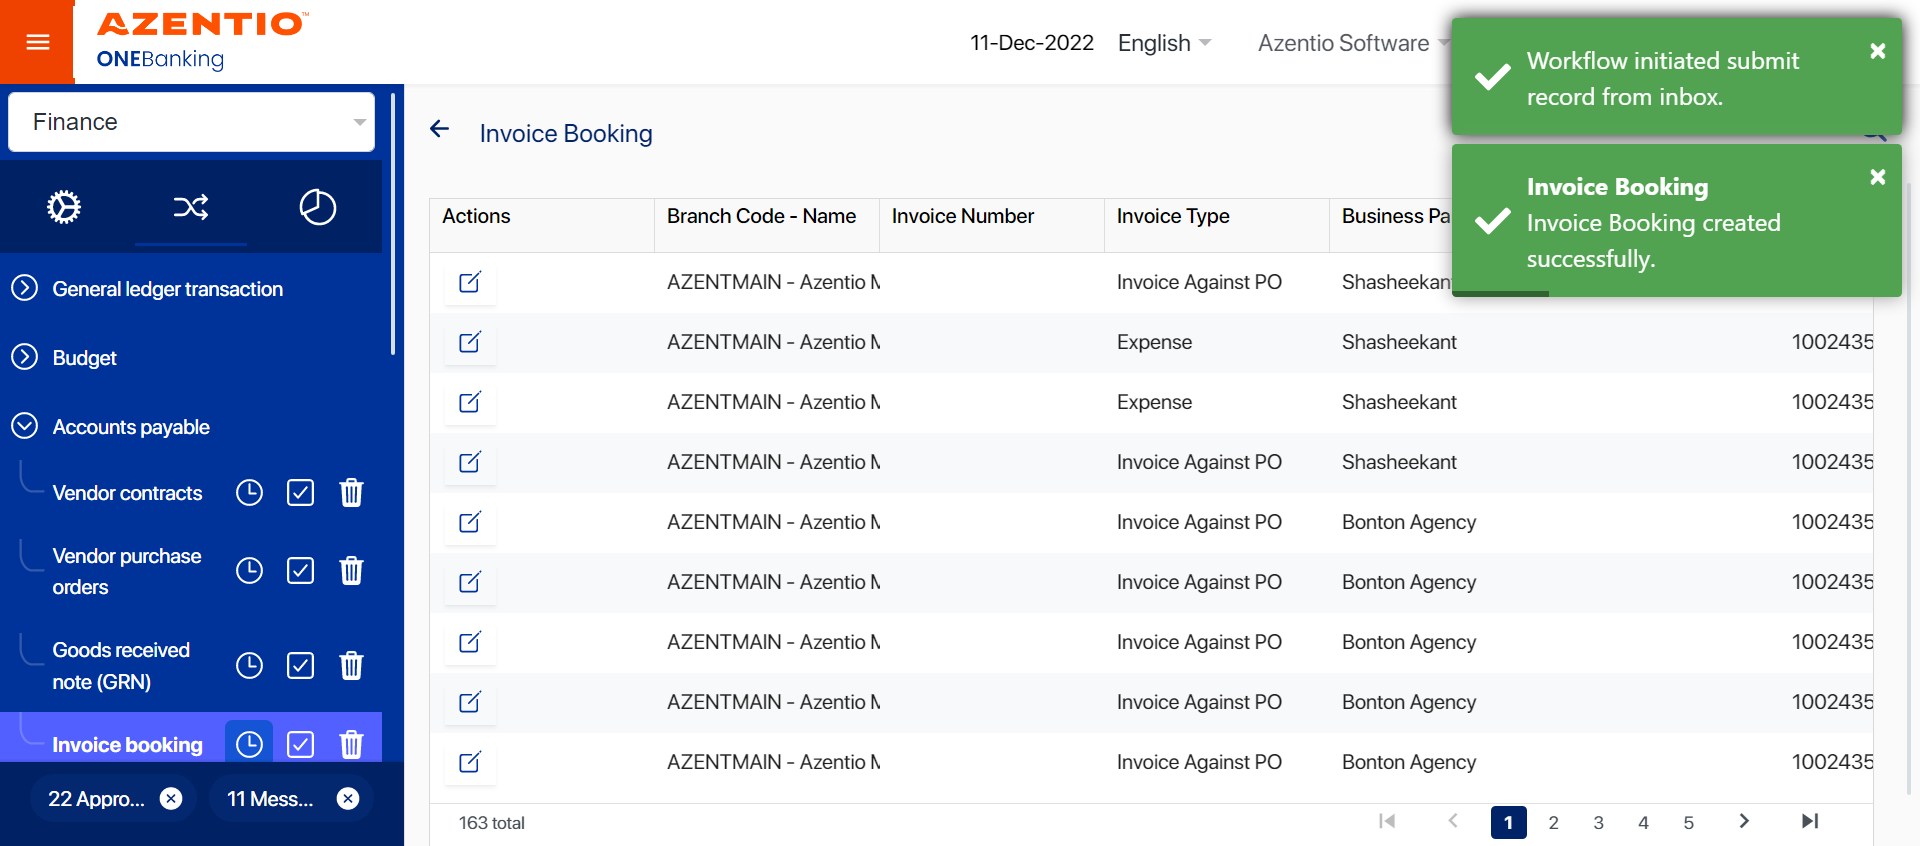 AZENTIO™
ONEBanking
11-Dec-2022 English Azentio Software
Workflow initiated submit
record from inbox.
Invoice Booking
Invoice Booking created
successfully.
Finance
General ledger transaction
Budget
Accounts payable
Vendor contracts
Vendor purchase
orders
Goods received
note (GRN)
Invoice booking
22 Appro... 11 Mess...
Invoice Booking
Actions Branch Code - Name Invoice Number Invoice Type Business Pa
AZENTMAIN - Azentio M Invoice Against PO Shasheekan
AZENTMAIN - Azentio M Expense Shasheekant 1002435
AZENTMAIN - Azentio M Expense Shasheekant 1002435
AZENTMAIN - Azentio M Invoice Against PO Shasheekant 1002435
AZENTMAIN - Azentio M Invoice Against PO Bonton Agency 1002435
AZENTMAIN - Azentio M Invoice Against PO Bonton Agency 1002435
AZENTMAIN - Azentio M Invoice Against PO Bonton Agency 1002435
AZENTMAIN - Azentio M Invoice Against PO Bonton Agency 1002435
AZENTMAIN - Azentio M Invoice Against PO Bonton Agency 1002435
163 total 1 2 3 4 5